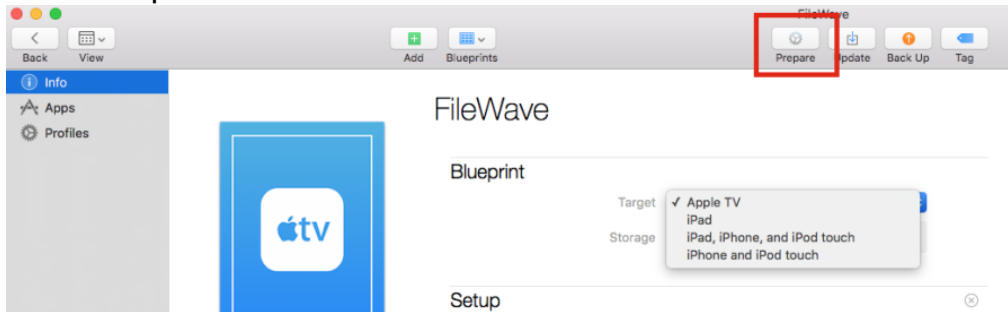 FileWave
Back View Add Blueprints Prepare Update Back Up Tag
Info
Apps
Profiles
FileWave
Blueprint
Target ✓ Apple TV
iPad
Storage iPad, iPhone, and iPod touch
iPhone and iPod touch
tv
Setup